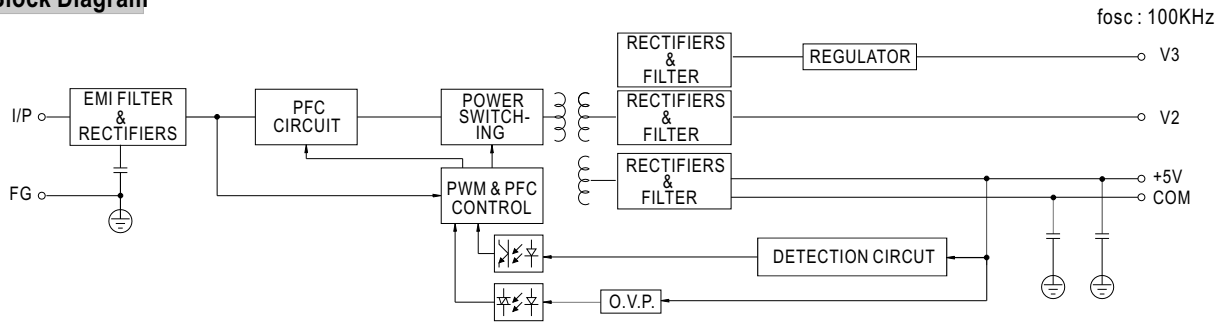 Block Diagram
fosc : 100KHz
RECTIFIERS
&
FILTER
REGULATOR
V3
I/P
EMI FILTER
&
RECTIFIERS
PFC
CIRCUIT
POWER
SWITCH-
ING
RECTIFIERS
&
FILTER
V2
FG
PWM & PFC
CONTROL
RECTIFIERS
&
FILTER
+5V
COM
DETECTION CIRCUT
O.V.P.